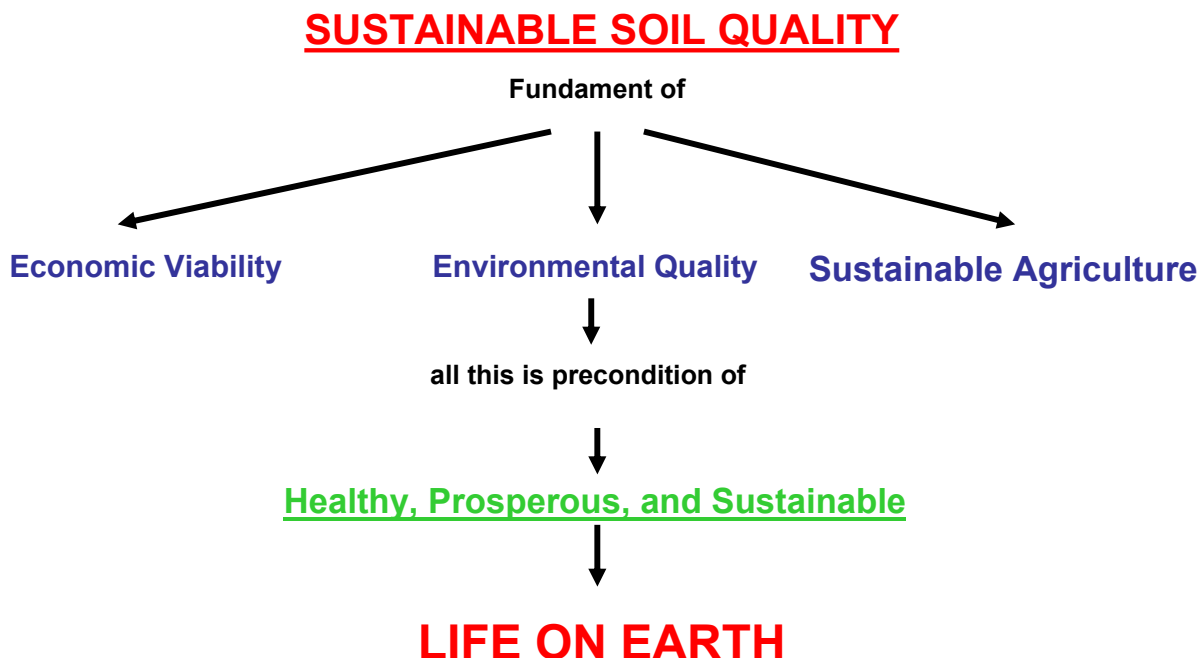 SUSTAINABLE SOIL QUALITY
Fundament of
Economic Viability
Environmental Quality
Sustainable Agriculture
all this is precondition of
Healthy, Prosperous, and Sustainable
LIFE ON EARTH